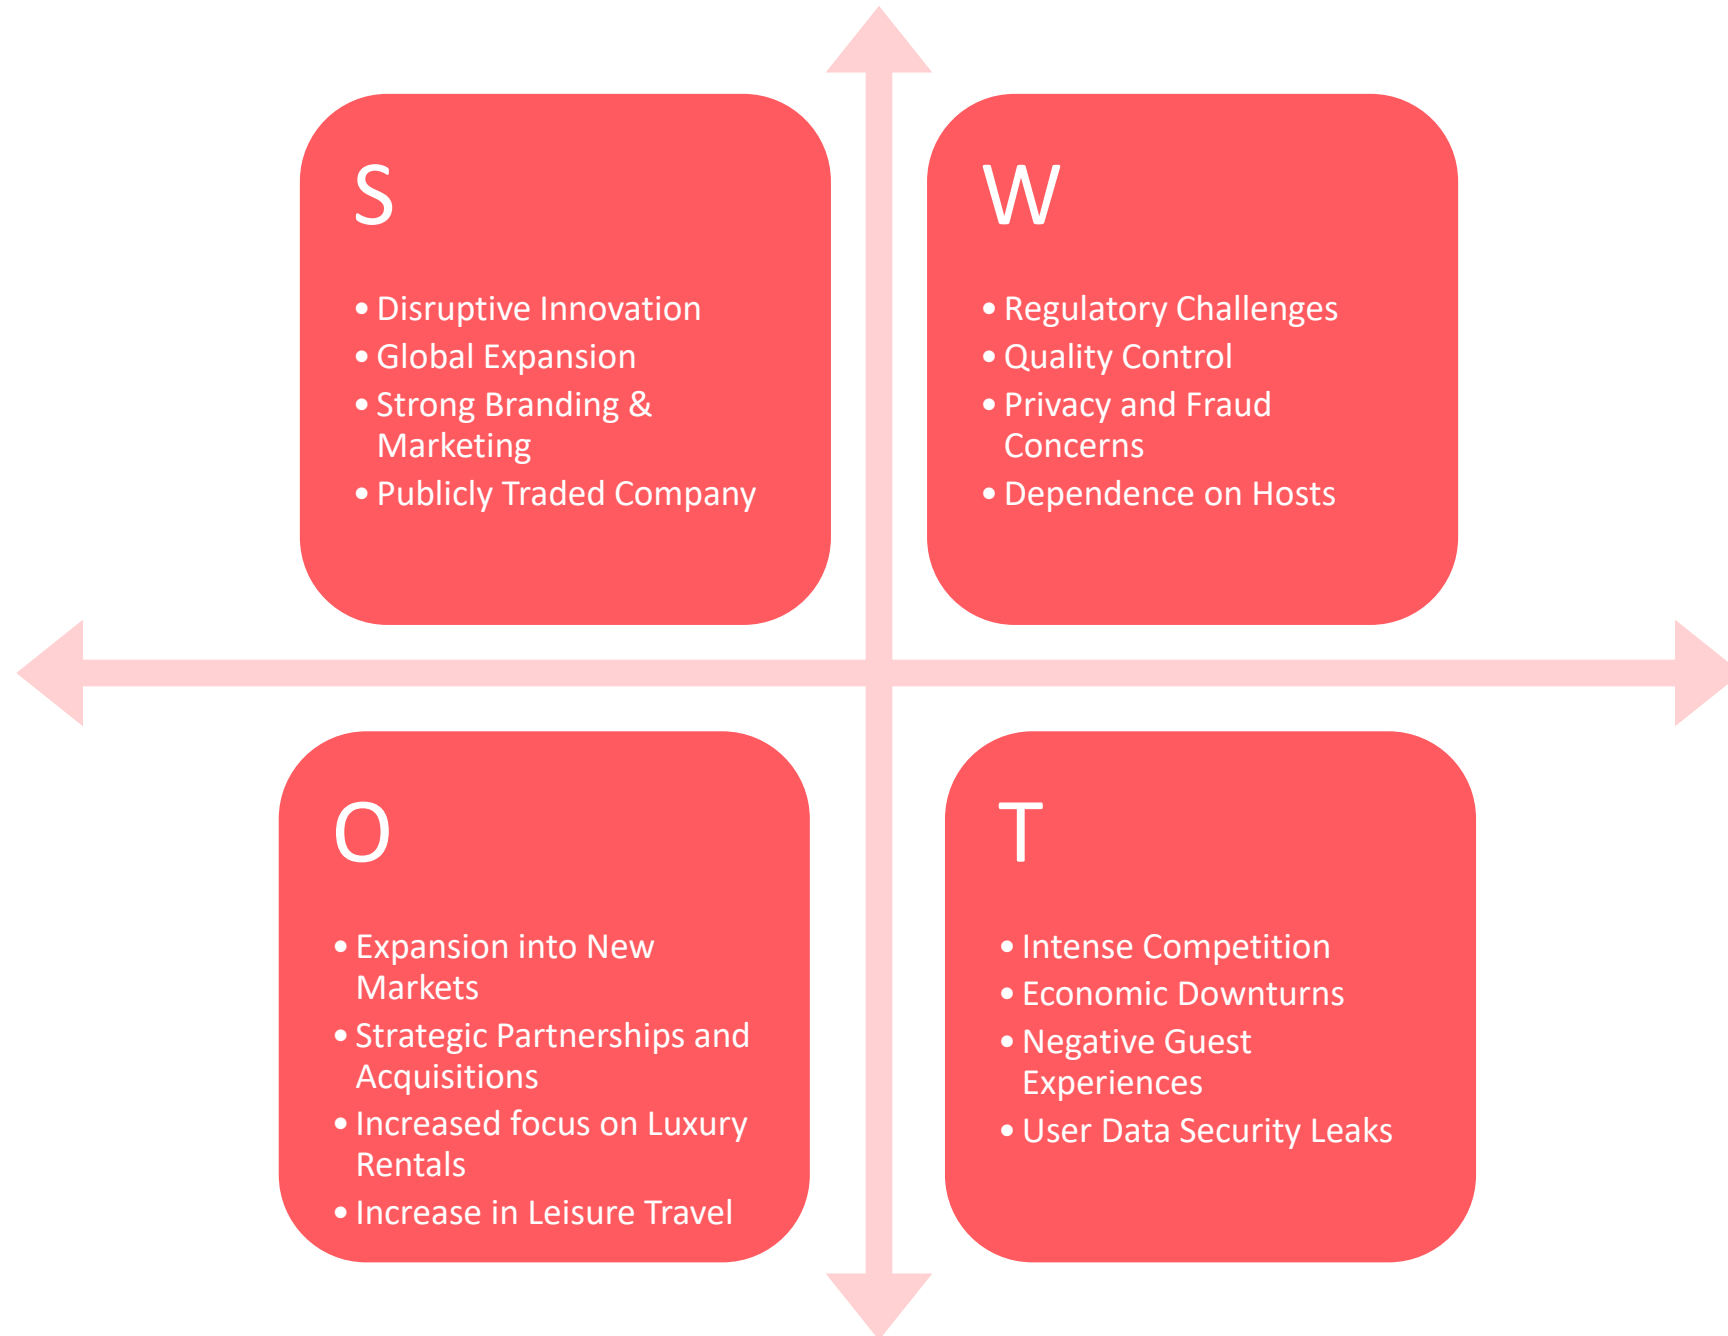 S
• Disruptive Innovation
• Global Expansion
• Strong Branding &
Marketing
• Publicly Traded Company
W
• Regulatory Challenges
• Quality Control
• Privacy and Fraud
Concerns
• Dependence on Hosts
O
• Expansion into New
Markets
• Strategic Partnerships and
Acquisitions
• Increased focus on Luxury
Rentals
• Increase in Leisure Travel
T
• Intense Competition
• Economic Downturns
• Negative Guest
Experiences
• User Data Security Leaks